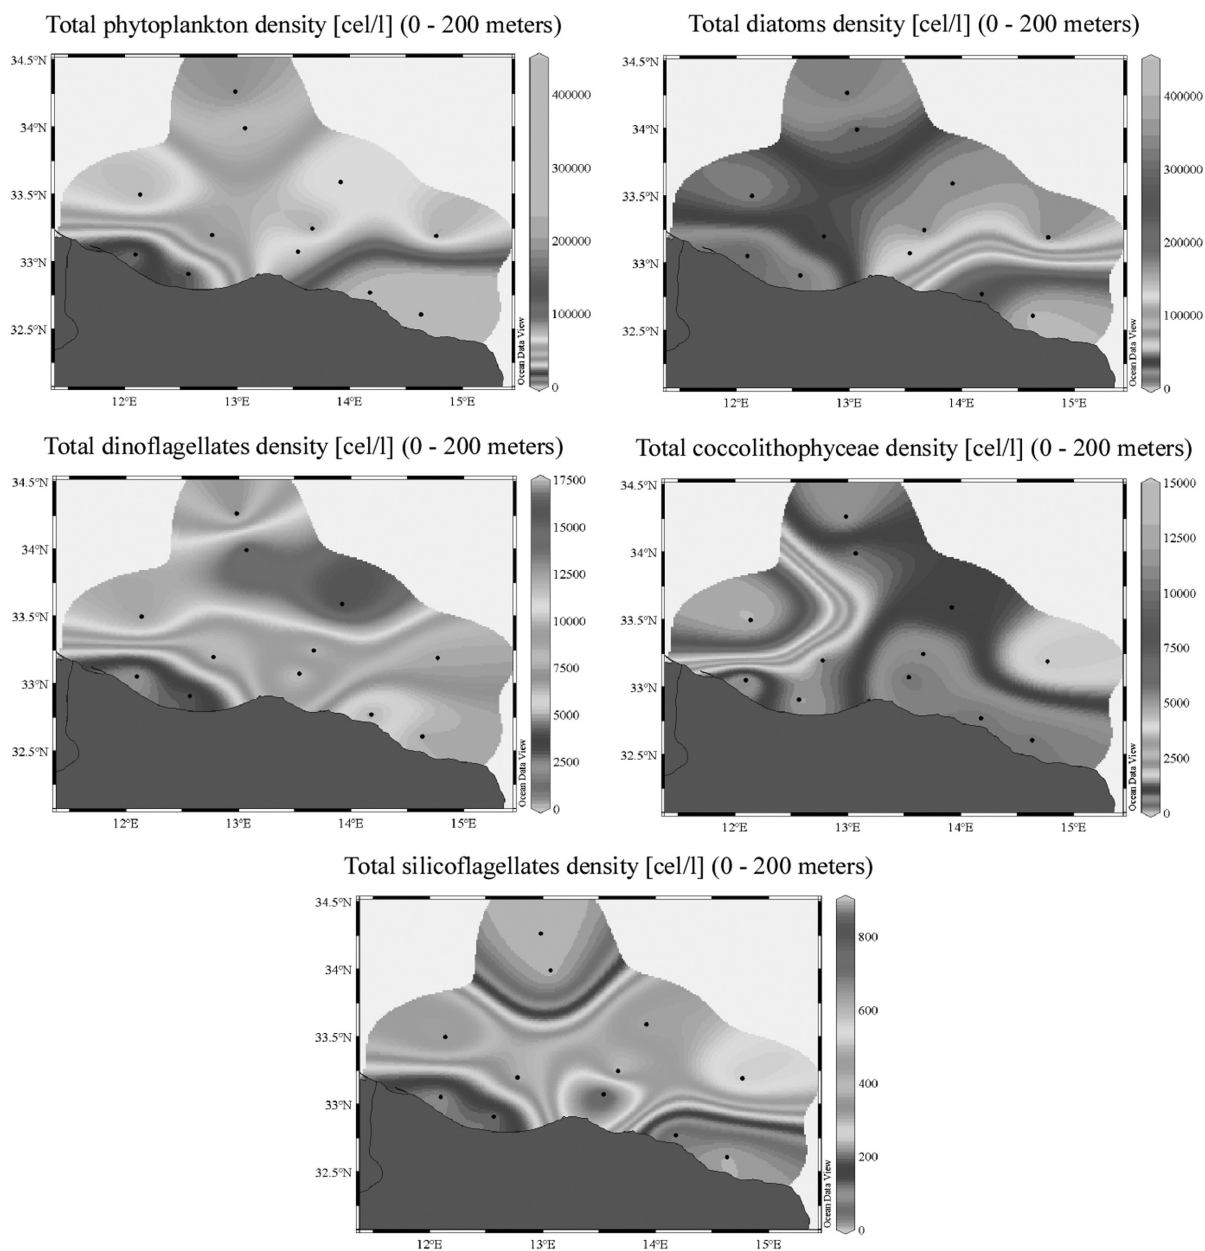 Total phytoplankton density [cel/l] (0 - 200 meters)
34.5°N
34°N
33.5°N
33°N
32.5°N
12°E 13°E 14°E 15°E
Ocean Data View
400000
300000
200000
100000
0
Total diatoms density [cel/l] (0 - 200 meters)
34.5°N
34°N
33.5°N
33°N
32.5°N
12°E 13°E 14°E 15°E
Ocean Data View
400000
300000
200000
100000
0
Total dinoflagellates density [cel/l] (0 - 200 meters)
34.5°N
34°N
33.5°N
33°N
32.5°N
12°E 13°E 14°E 15°E
Ocean Data View
17500
15000
12500
10000
7500
5000
2500
0
Total coccolithophyceae density [cel/l] (0 - 200 meters)
34.5°N
34°N
33.5°N
33°N
32.5°N
12°E 13°E 14°E 15°E
Ocean Data View
15000
12500
10000
7500
5000
2500
0
Total silicoflagellates density [cel/l] (0 - 200 meters)
34.5°N
34°N
33.5°N
33°N
32.5°N
12°E 13°E 14°E 15°E
Ocean Data View
800
600
400
200
0